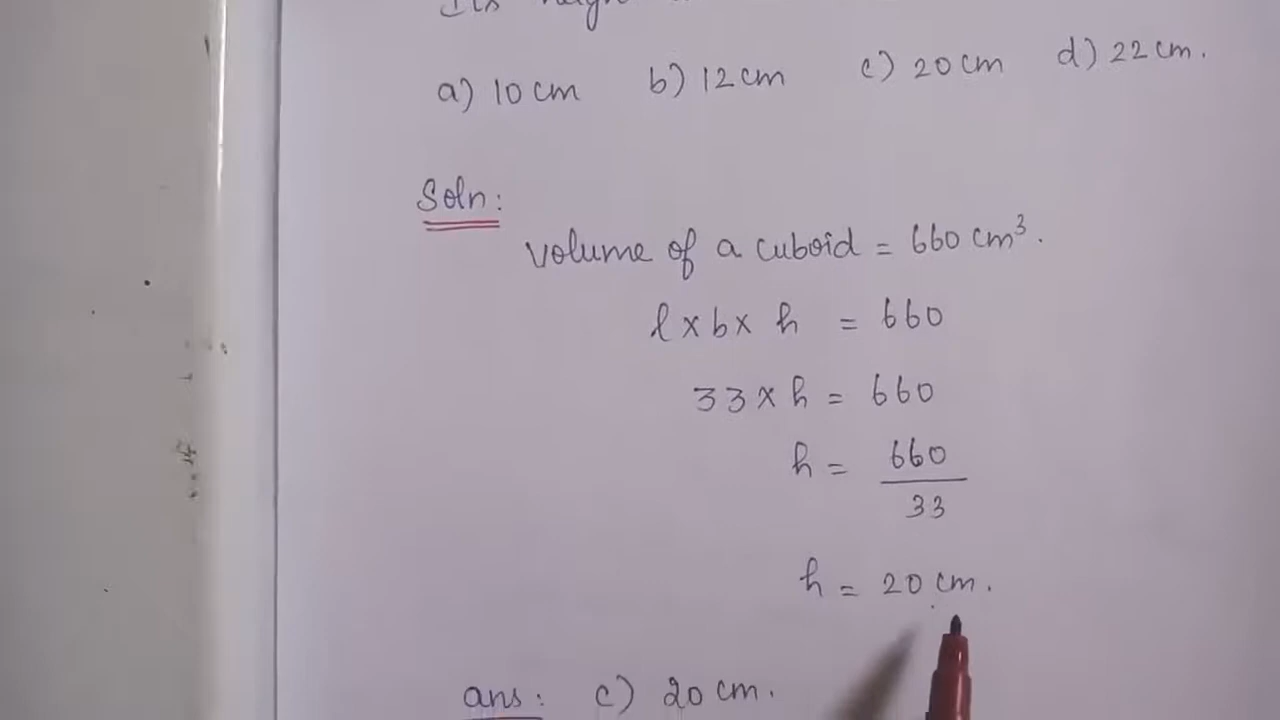 a) 10 cm b) 12 cm c) 20 cm d) 22 cm.
Soln:
Volume of a cuboid = 660 cm³.
l × b × h = 660
33 × h = 660
h = 660
33
h = 20 cm.
ans: c) 20 cm.